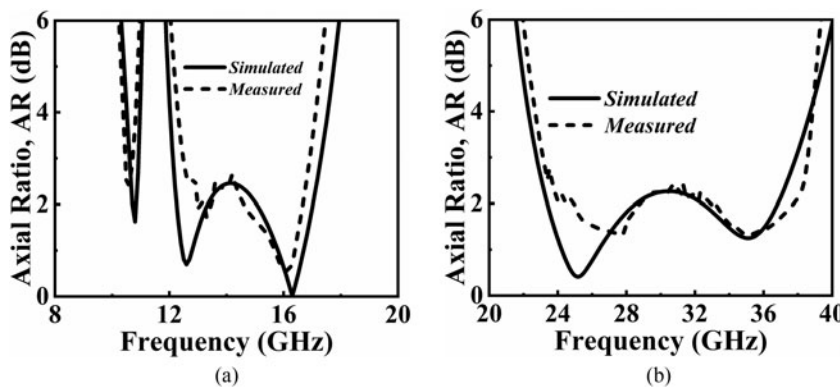 Axial Ratio, AR (dB)
6
4
2
0
Simulated
Measured
8
12
16
20
Frequency (GHz)
(a)
Axial Ratio, AR (dB)
6
4
2
0
Simulated
Measured
20
24
28
32
36
40
Frequency (GHz)
(b)